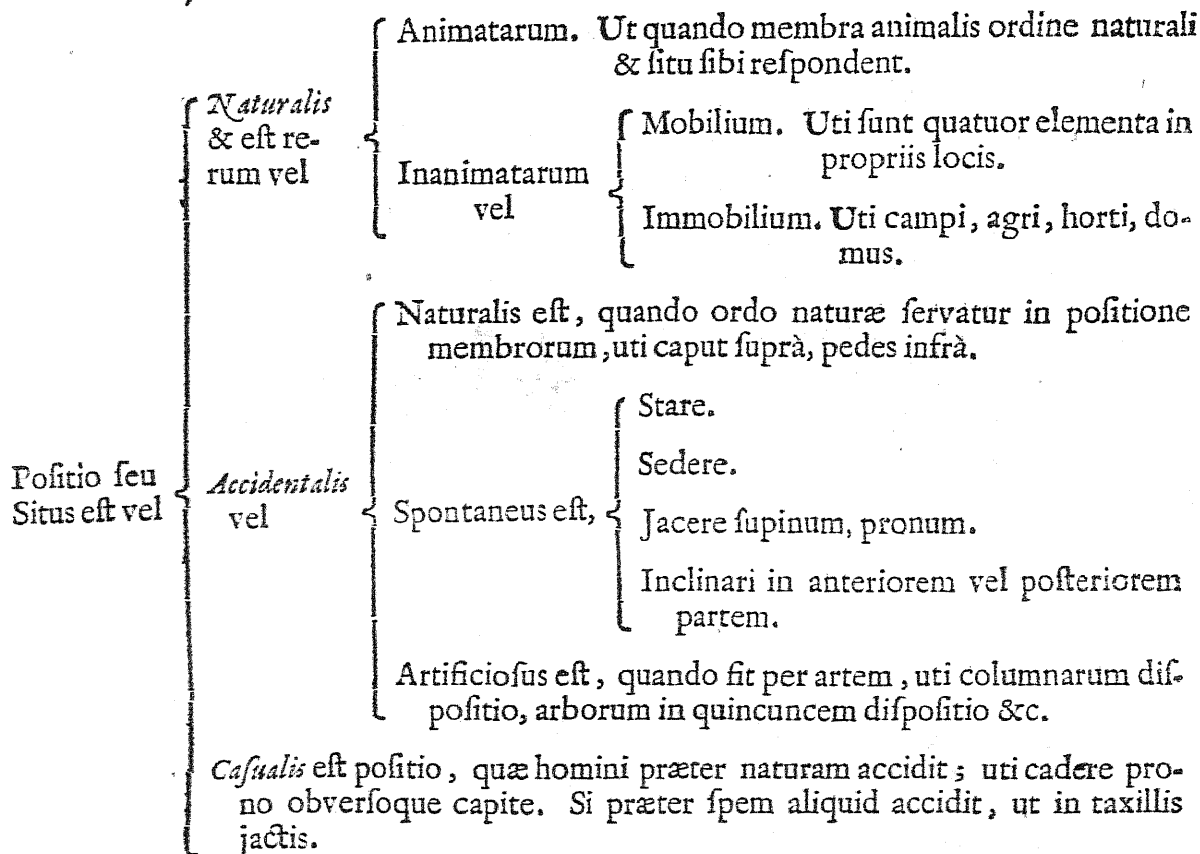 Poſitio ſeu
Situs eſt vel
Naturalis
& eſt re-
rum vel
Animatarum. Ut quando membra animalis ordine naturali
& ſitu ſibi reſpondent.
Inanimatarum
vel
Mobilium. Uti ſunt quatuor elementa in
propriis locis.
Immobilium. Uti campi, agri, horti, do-
mus.
Accidentalis
vel
Naturalis eſt, quando ordo naturæ ſervatur in poſitione
membrorum, uti caput ſuprà, pedes infrà.
Spontaneus eſt,
Stare.
Sedere.
Jacere ſupinum, pronum.
Inclinari in anteriorem vel poſteriorem
partem.
Artificioſus eſt, quando fit per artem, uti columnarum diſ-
poſitio, arborum in quincuncem diſpoſitio &c.
Caſualis eſt poſitio, quæ homini præter naturam accidit; uti cadere pro-
no obverſoque capite. Si præter ſpem aliquid accidit, ut in taxillis
jactis.